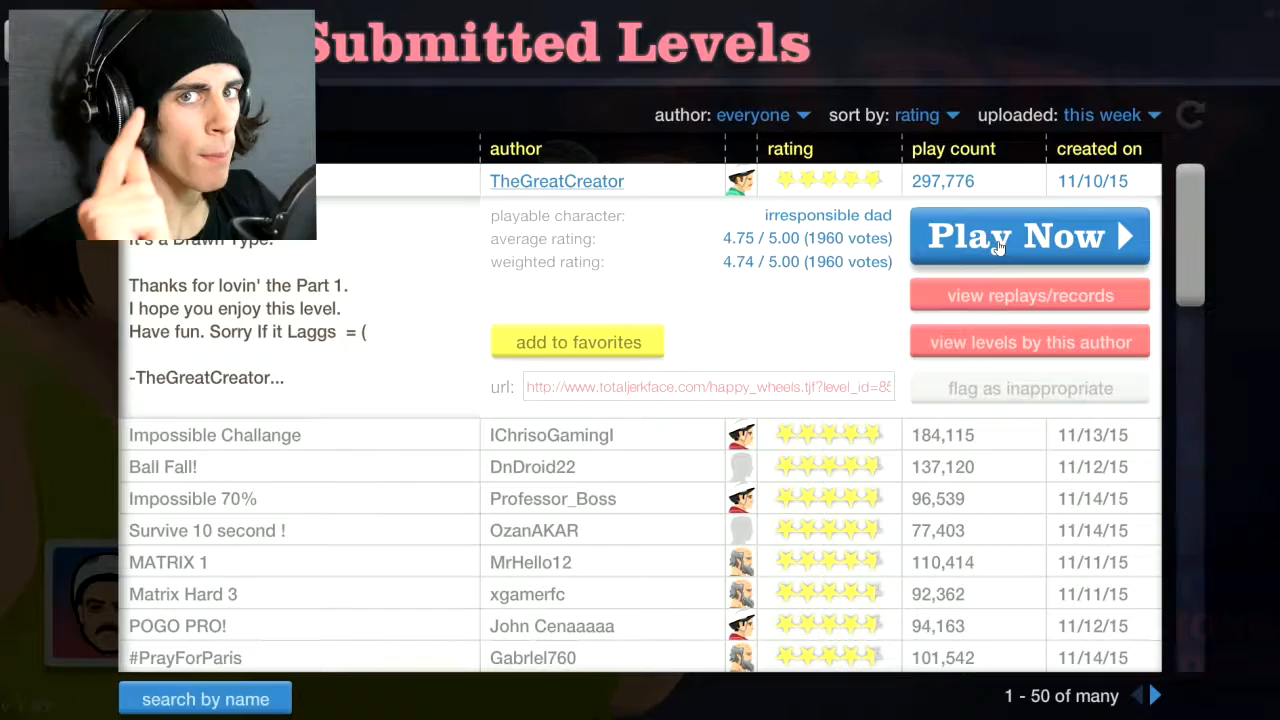 Submitted Levels
author: everyone sort by: rating uploaded: this week
author rating play count created on
TheGreatCreator 297,776 11/10/15
It's a Drawn Type.
Thanks for lovin' the Part 1.
I hope you enjoy this level.
Have fun. Sorry If it Laggs = (
-TheGreatCreator...
playable character: irresponsible dad
average rating: 4.75 / 5.00 (1960 votes)
weighted rating: 4.74 / 5.00 (1960 votes)
add to favorites
url: http://www.totaljerkface.com/happy_wheels.tjf?level_id=85
Play Now
view replays/records
view levels by this author
flag as inappropriate
Impossible Challange IChrisoGamingI 184,115 11/13/15
Ball Fall! DnDroid22 137,120 11/12/15
Impossible 70% Professor_Boss 96,539 11/14/15
Survive 10 second ! OzanAKAR 77,403 11/14/15
MATRIX 1 MrHello12 110,414 11/11/15
Matrix Hard 3 xgamerfc 92,362 11/11/15
POGO PRO! John Cenaaaaa 94,163 11/12/15
#PrayForParis Gabrlel760 101,542 11/14/15
search by name
1 - 50 of many